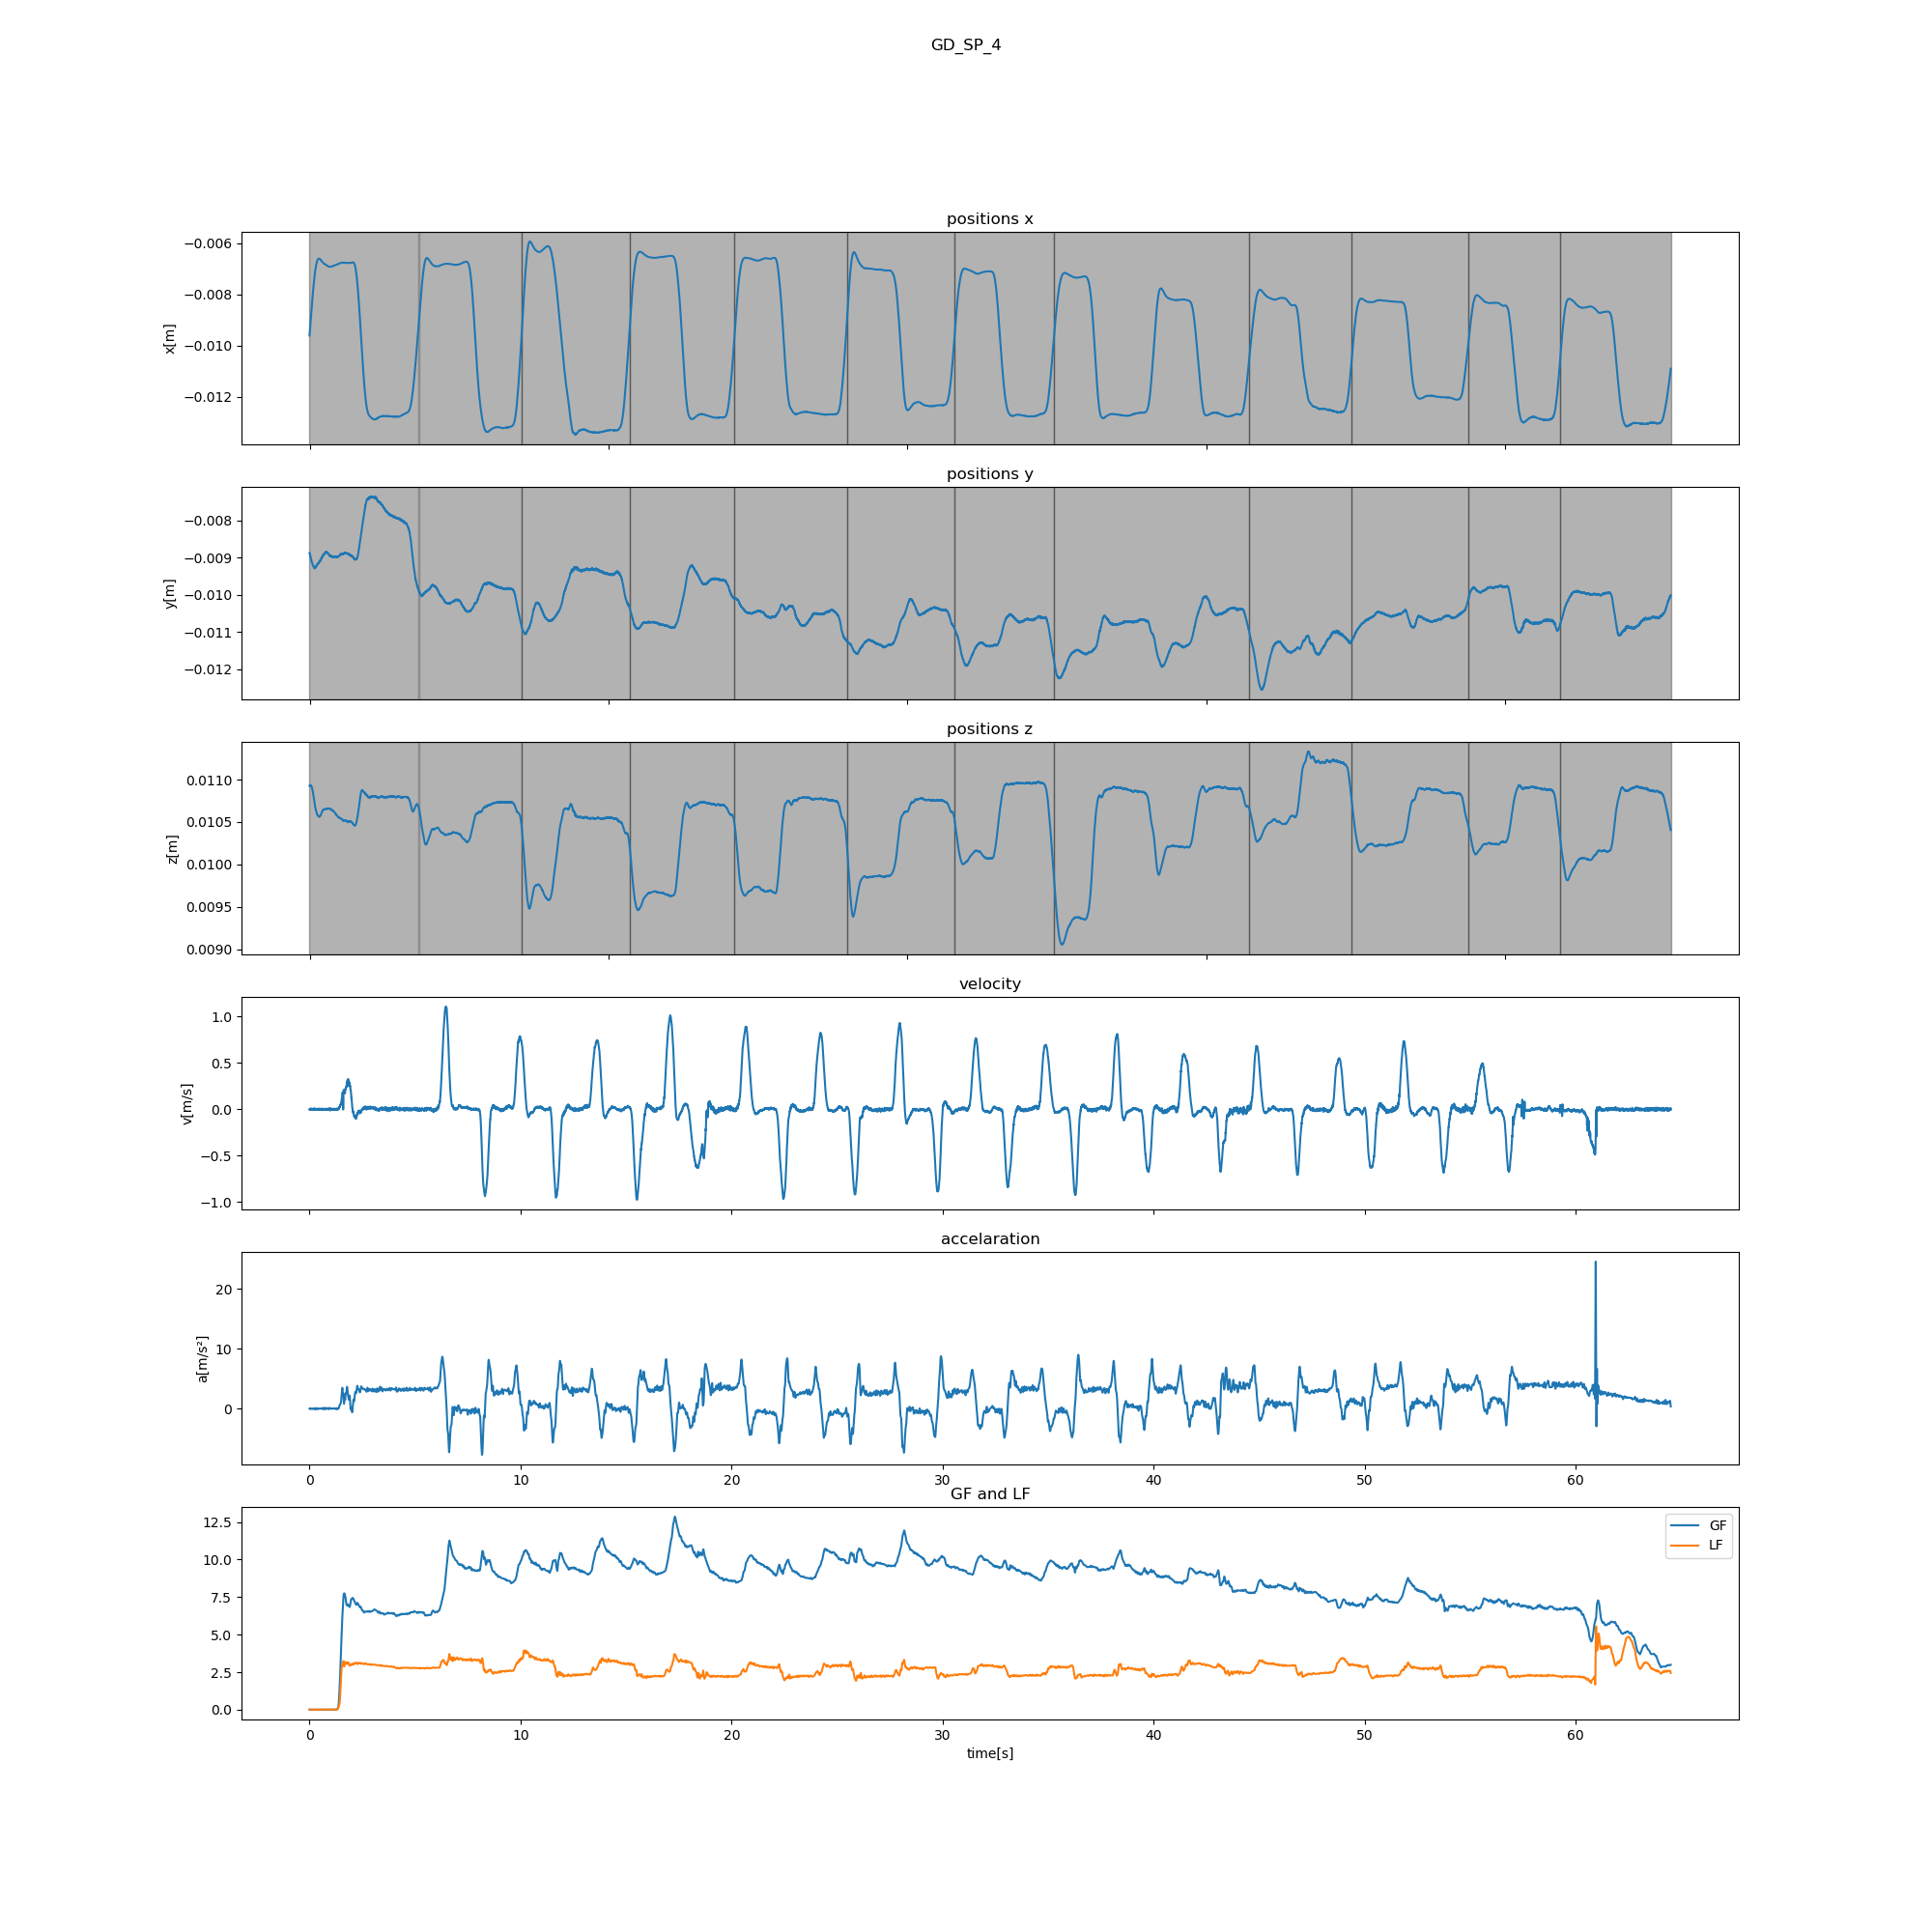 GD_SP_4
positions x
−0.006
−0.008
−0.010
−0.012
x[m]
positions y
−0.008
−0.009
−0.010
−0.011
−0.012
y[m]
positions z
0.0110
0.0105
0.0100
0.0095
0.0090
z[m]
velocity
1.0
0.5
0.0
−0.5
−1.0
v[m/s]
accelaration
20
10
0
a[m/s²]
0 10 20 30 40 50 60
GF and LF
12.5
10.0
7.5
5.0
2.5
0.0
GF
LF
0 10 20 30 40 50 60
time[s]